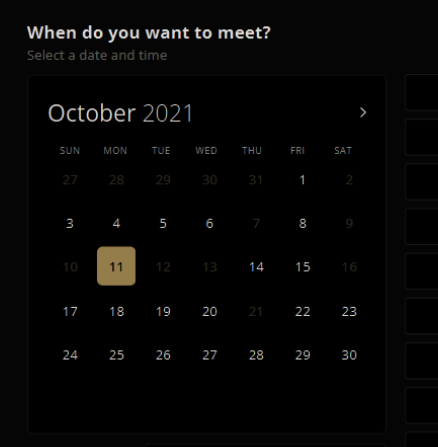 When do you want to meet?
Select a date and time
October 2021
SUN MON TUE WED THU FRI SAT
27 28 29 30 31 1 2
3 4 5 6 7 8 9
10 11 12 13 14 15 16
17 18 19 20 21 22 23
24 25 26 27 28 29 30